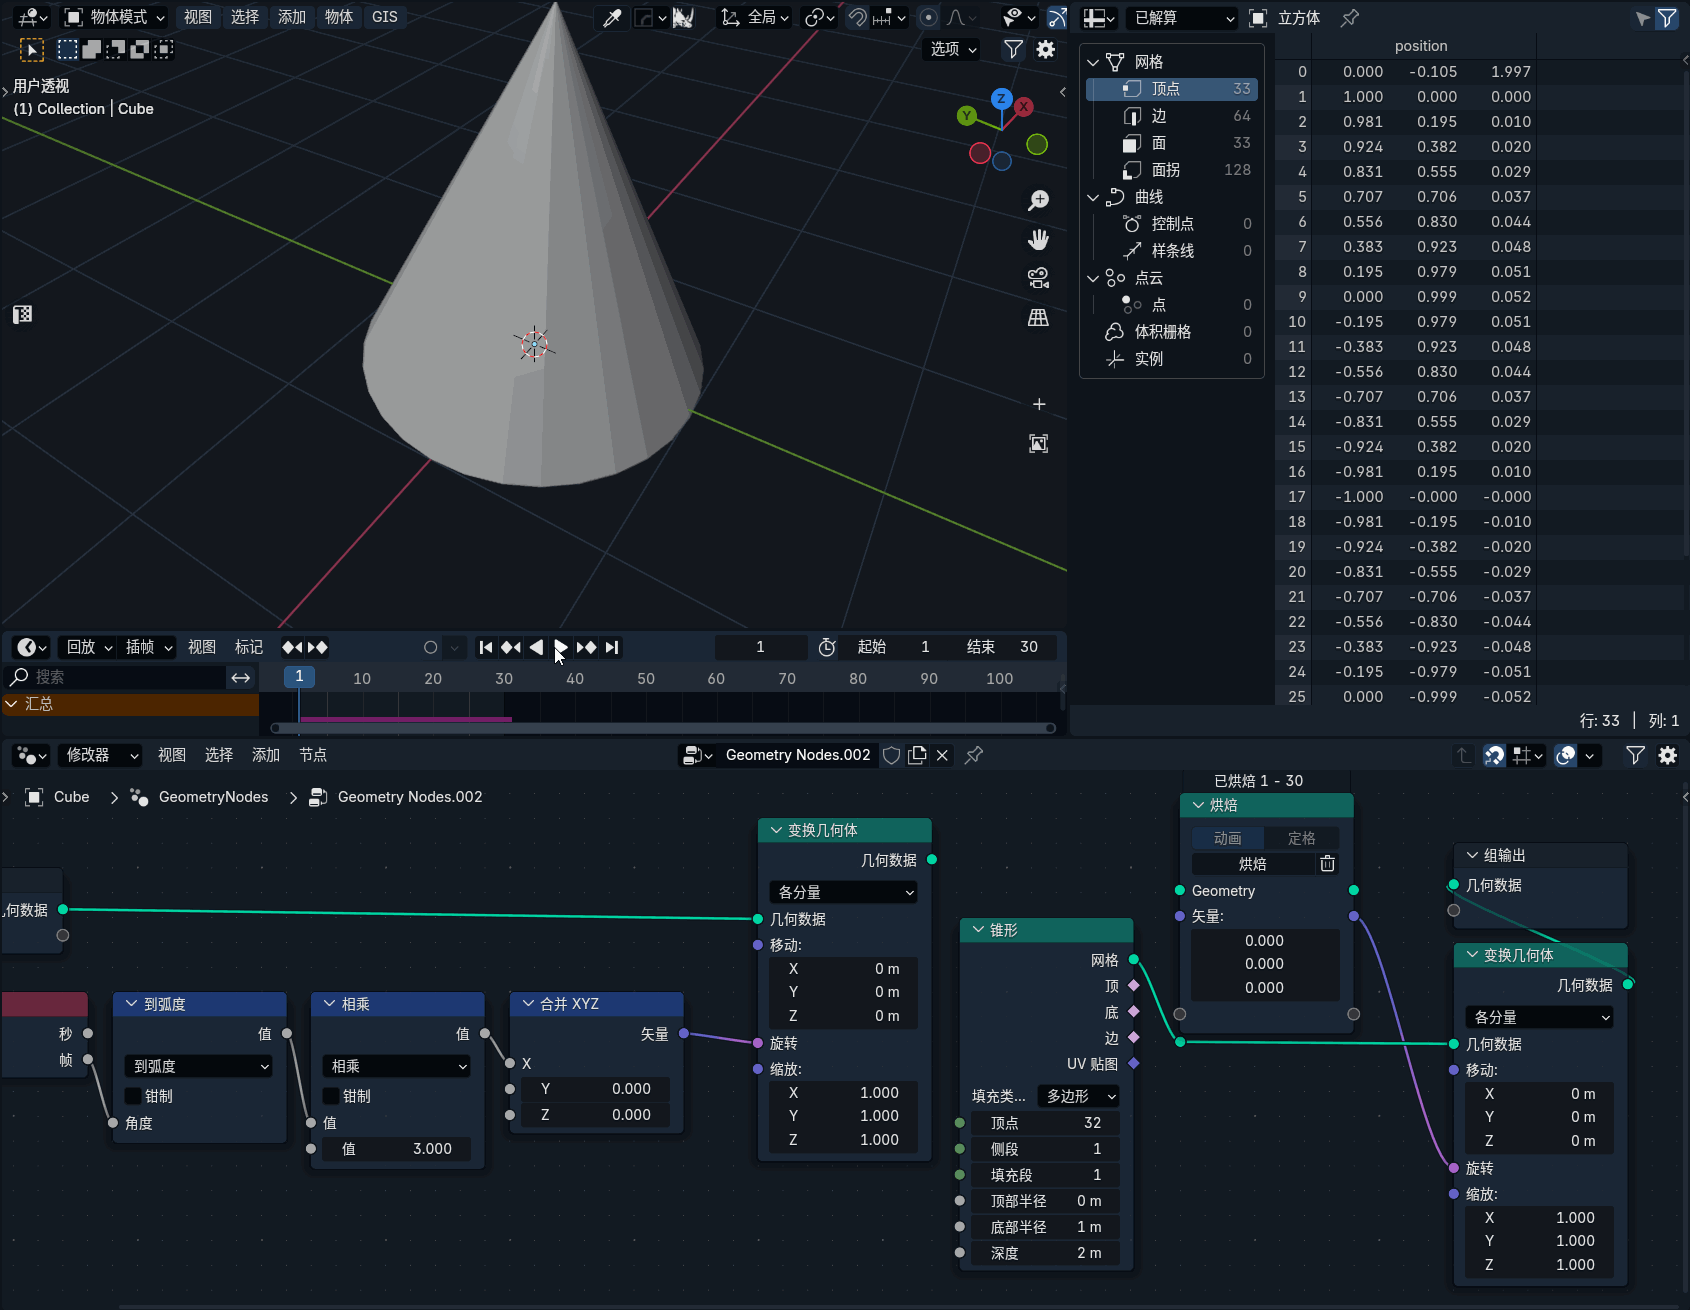 物体模式 视图 选择 添加 物体 GIS 全局
选项
用户透视
(1) Collection | Cube
Z
X
Y
已解算 立方体
网格
顶点 33
边 64
面 33
面拐 128
曲线
控制点 0
样条线 0
点云
点 0
体积栅格 0
实例 0
position
0 0.000 -0.105 1.997
1 1.000 0.000 0.000
2 0.981 0.195 0.010
3 0.924 0.382 0.020
4 0.831 0.555 0.029
5 0.707 0.706 0.037
6 0.556 0.830 0.044
7 0.383 0.923 0.048
8 0.195 0.979 0.051
9 0.000 0.999 0.052
10 -0.195 0.979 0.051
11 -0.383 0.923 0.048
12 -0.556 0.830 0.044
13 -0.707 0.706 0.037
14 -0.831 0.555 0.029
15 -0.924 0.382 0.020
16 -0.981 0.195 0.010
17 -1.000 -0.000 -0.000
18 -0.981 -0.195 -0.010
19 -0.924 -0.382 -0.020
20 -0.831 -0.555 -0.029
21 -0.707 -0.706 -0.037
22 -0.556 -0.830 -0.044
23 -0.383 -0.923 -0.048
24 -0.195 -0.979 -0.051
25 0.000 -0.999 -0.052
行: 33 | 列: 1
回放 插帧 视图 标记 1 起始 1 结束 30
搜索
1 10 20 30 40 50 60 70 80 90 100
汇总
修改器 视图 选择 添加 节点 Geometry Nodes.002
Cube > GeometryNodes > Geometry Nodes.002
几何数据
秒
帧
到弧度
值
到弧度
钳制
角度
相乘
值
相乘
钳制
值
值 3.000
合并 XYZ
矢量
X
Y 0.000
Z 0.000
变换几何体
几何数据
各分量
几何数据
移动:
X 0 m
Y 0 m
Z 0 m
旋转
缩放:
X 1.000
Y 1.000
Z 1.000
锥形
网格
顶
底
边
UV 贴图
填充类... 多边形
顶点 32
侧段 1
填充段 1
顶部半径 0 m
底部半径 1 m
深度 2 m
已烘焙 1 - 30
烘焙
动画 定格
烘焙
Geometry
矢量:
0.000
0.000
0.000
组输出
几何数据
变换几何体
几何数据
各分量
几何数据
移动:
X 0 m
Y 0 m
Z 0 m
旋转
缩放:
X 1.000
Y 1.000
Z 1.000